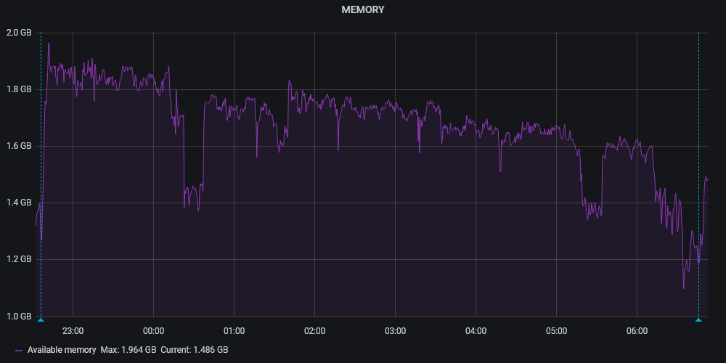 MEMORY
2.0 GB
1.8 GB
1.6 GB
1.4 GB
1.2 GB
1.0 GB
23:00 00:00 01:00 02:00 03:00 04:00 05:00 06:00
Available memory Max: 1.964 GB Current: 1.486 GB